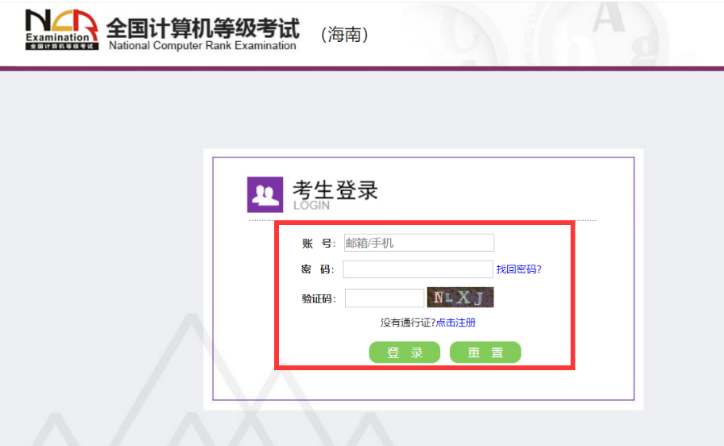 NCR
Examination
全国计算机等级考试
全国计算机等级考试
National Computer Rank Examination
(海南)
A
g
考生登录
LOGIN
账 号: 邮箱/手机
密 码: 找回密码?
验证码: NLXJ
没有通行证?点击注册
登 录 重 置